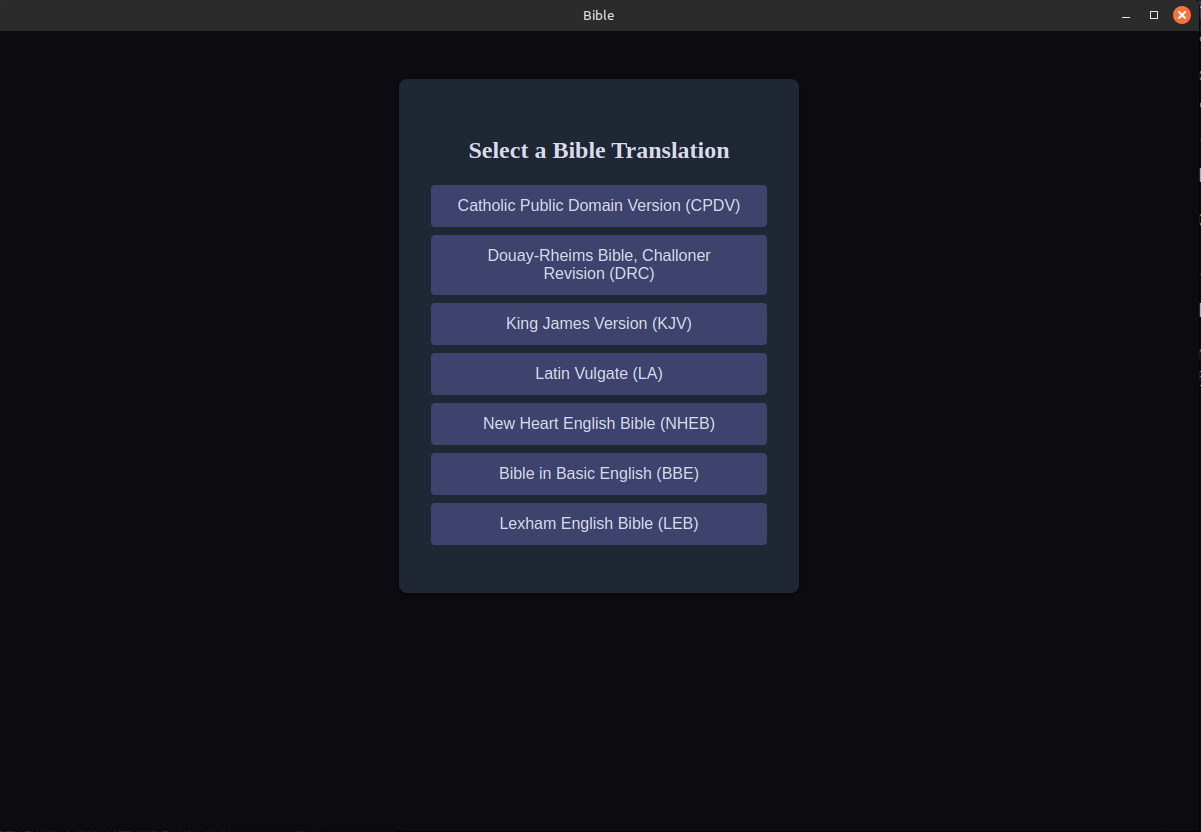 Bible
Select a Bible Translation
Catholic Public Domain Version (CPDV)
Douay-Rheims Bible, Challoner
Revision (DRC)
King James Version (KJV)
Latin Vulgate (LA)
New Heart English Bible (NHEB)
Bible in Basic English (BBE)
Lexham English Bible (LEB)